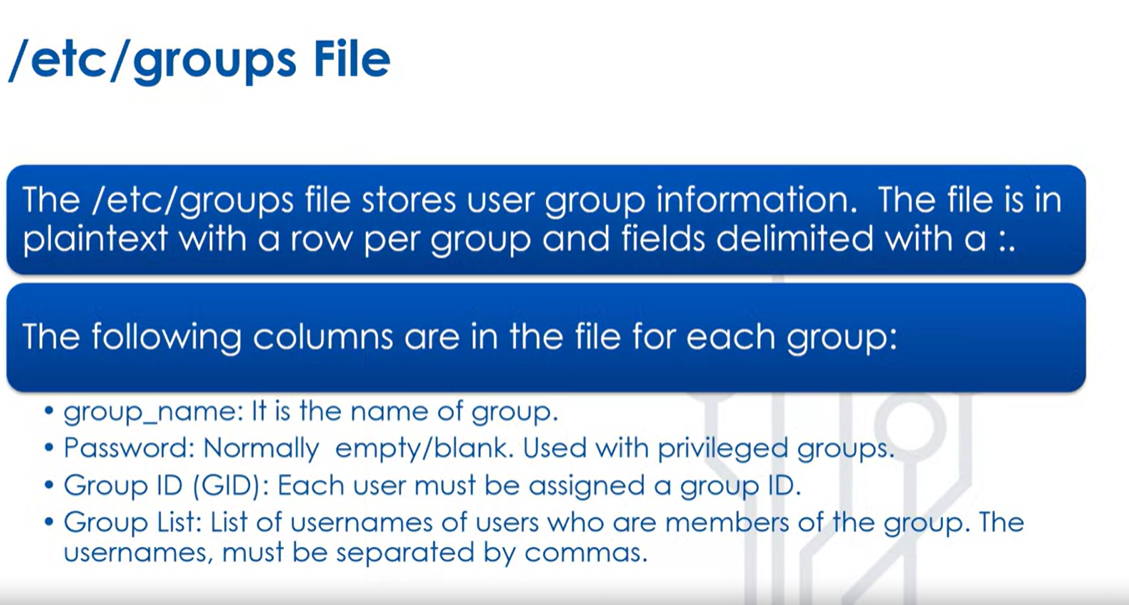 /etc/groups File
The /etc/groups file stores user group information.  The file is in
plaintext with a row per group and fields delimited with a :.
The following columns are in the file for each group:
• group_name: It is the name of group.
• Password: Normally  empty/blank. Used with privileged groups.
• Group ID (GID): Each user must be assigned a group ID.
• Group List: List of usernames of users who are members of the group. The
usernames, must be separated by commas.